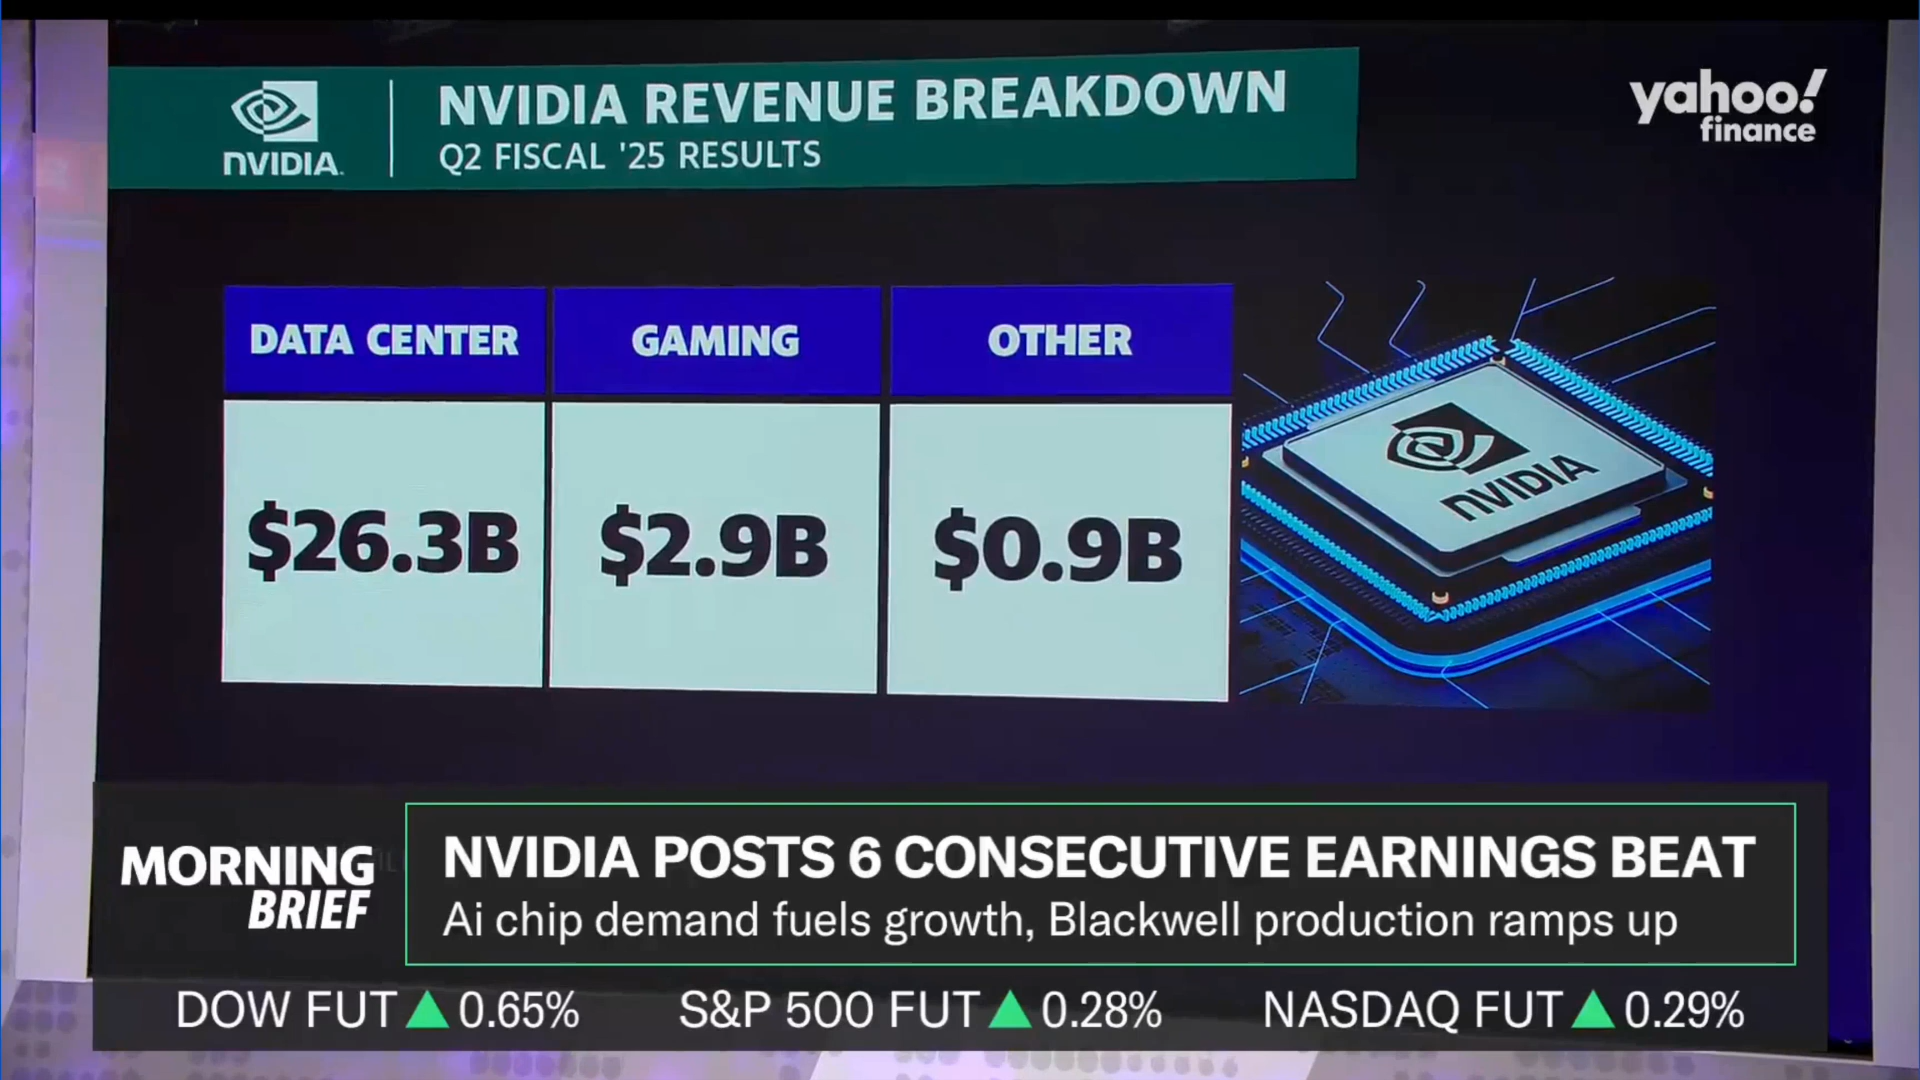 NVIDIA REVENUE BREAKDOWN
Q2 FISCAL '25 RESULTS
NVIDIA.
yahoo!
finance
DATA CENTER
GAMING
OTHER
$26.3B
$2.9B
$0.9B
NVIDIA
MORNING
BRIEF
NVIDIA POSTS 6 CONSECUTIVE EARNINGS BEAT
Ai chip demand fuels growth, Blackwell production ramps up
DOW FUT ▲ 0.65% S&P 500 FUT ▲ 0.28% NASDAQ FUT ▲ 0.29%